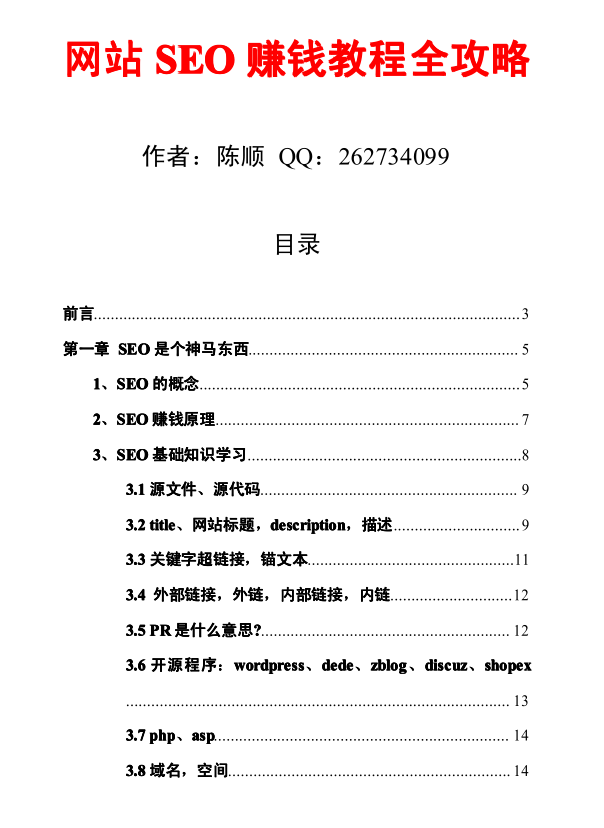 网站 SEO 赚钱教程全攻略
作者：陈顺 QQ：262734099
目录
前言........................................................................................................3
第一章 SEO 是个神马东西................................................................ 5
1、SEO 的概念.............................................................................5
2、SEO 赚钱原理........................................................................ 7
3、SEO 基础知识学习.................................................................8
3.1 源文件、源代码............................................................. 9
3.2 title、网站标题，description，描述..............................9
3.3 关键字超链接，锚文本.................................................11
3.4 外部链接，外链，内部链接，内链.............................12
3.5 PR 是什么意思?........................................................... 12
3.6 开源程序：wordpress、dede、zblog、discuz、shopex
........................................................................................... 13
3.7 php、asp...................................................................... 14
3.8 域名，空间................................................................... 14